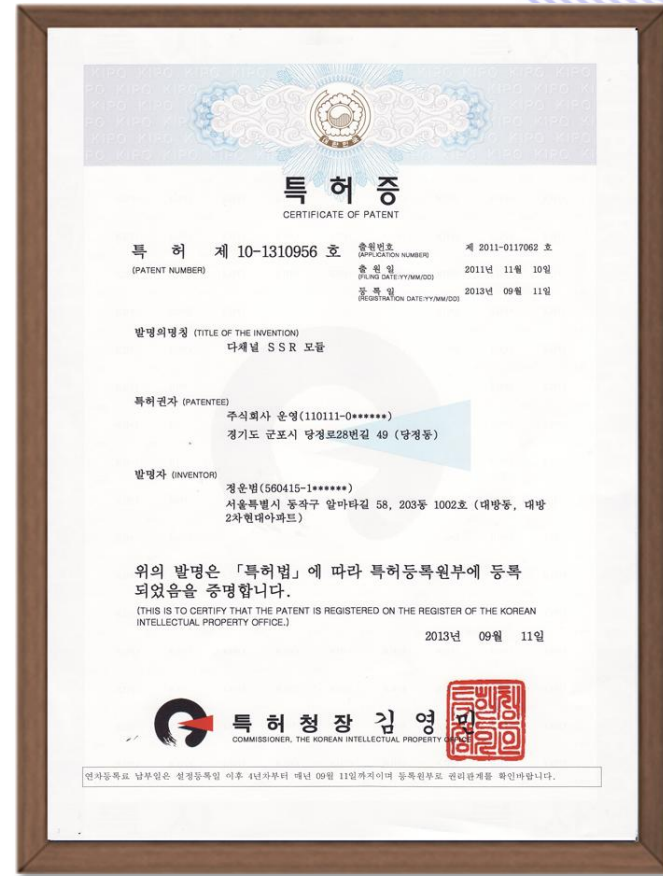 특 허 증
CERTIFICATE OF PATENT
특 허 제 10-1310956 호
(PATENT NUMBER)
출원번호 제 2011-0117062 호
(APPLICATION NUMBER)
출 원 일 2011년 11월 10일
(FILING DATE:YY/MM/DD)
등 록 일 2013년 09월 11일
(REGISTRATION DATE:YY/MM/DD)
발명의명칭 (TITLE OF THE INVENTION)
다채널 SSR 모듈
특허권자 (PATENTEE)
주식회사 운영(110111-0******)
경기도 군포시 당정로28번길 49 (당정동)
발명자 (INVENTOR)
정운범(560415-1******)
서울특별시 동작구 알마타길 58, 203동 1002호 (대방동, 대방
2차현대아파트)
위의 발명은 「특허법」에 따라 특허등록원부에 등록
되었음을 증명합니다.
(THIS IS TO CERTIFY THAT THE PATENT IS REGISTERED ON THE REGISTER OF THE KOREAN
INTELLECTUAL PROPERTY OFFICE.)
2013년 09월 11일
특 허 청 장 김 영 민
COMMISSIONER, THE KOREAN INTELLECTUAL PROPERTY OFFICE
연차등록료 납부일은 설정등록일 이후 4년차부터 매년 09월 11일까지이며 등록원부로 권리관계를 확인바랍니다.